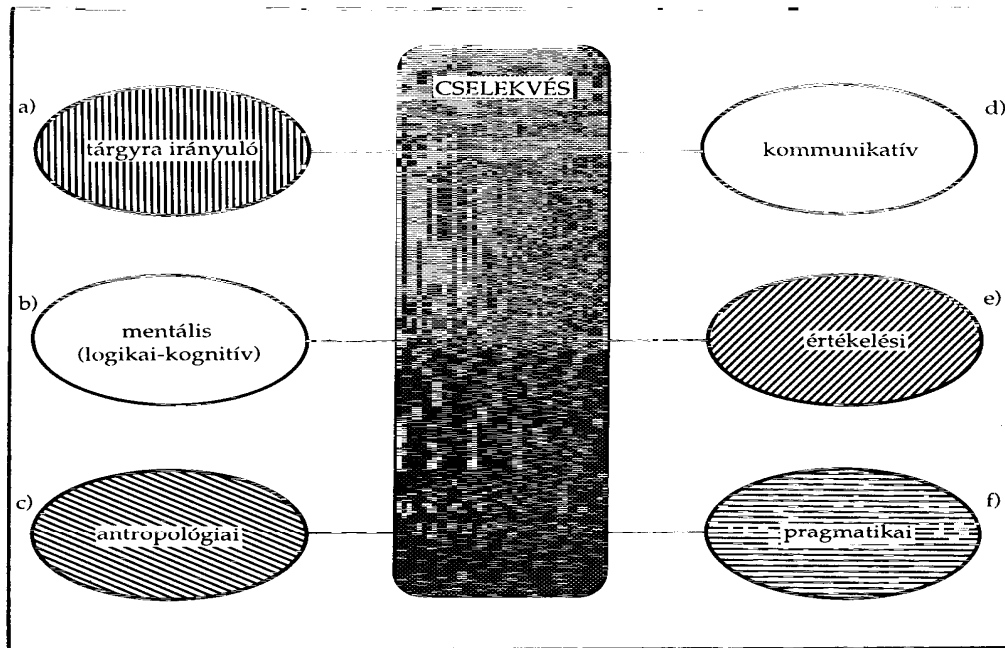 CSELEKVÉS
a)
tárgyra irányuló
b)
mentális
(logikai-kognitív)
c)
antropológiai
d)
kommunikatív
e)
értékelési
f)
pragmatikai